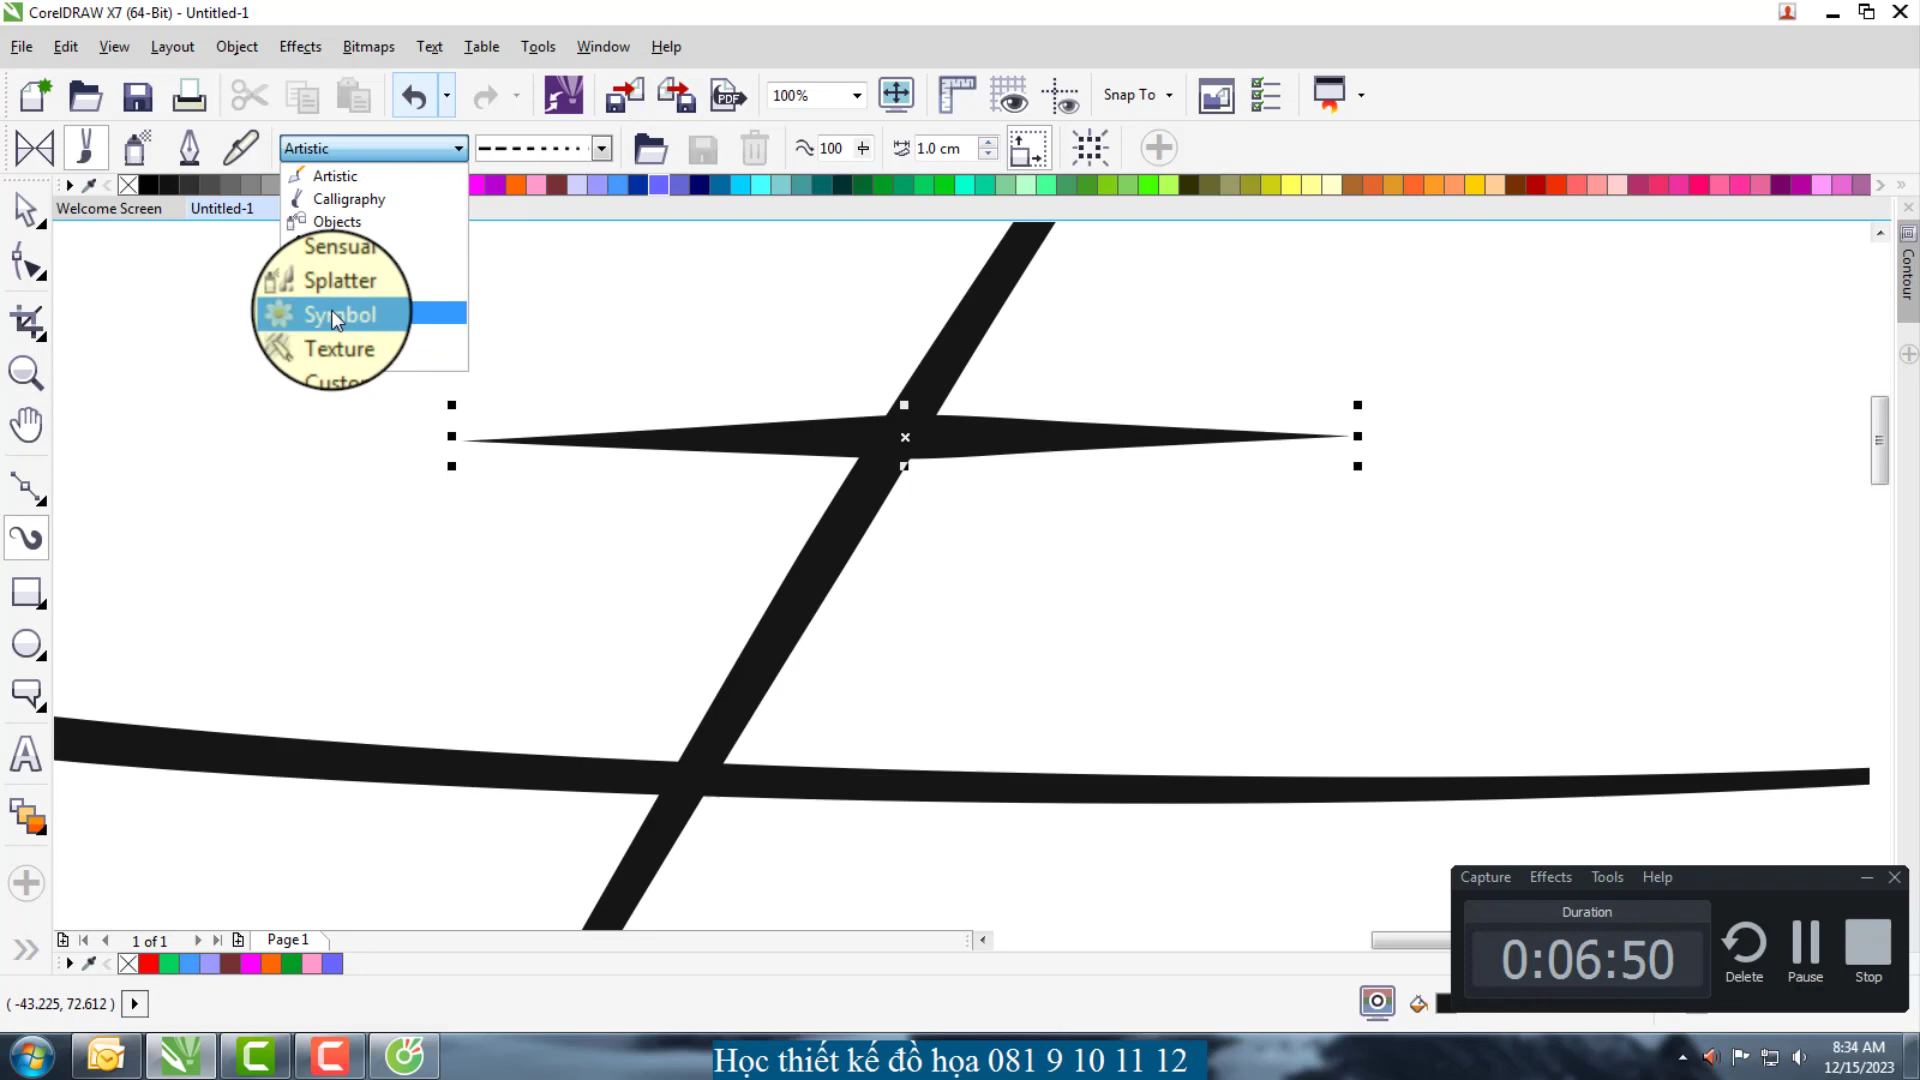 CorelDRAW X7 (64-Bit) - Untitled-1
File Edit View Layout Object Effects Bitmaps Text Table Tools Window Help
PDF 100% Snap To
Artistic 100 1.0 cm
Artistic
Calligraphy
Objects
Sensual
Splatter
Symbol
Texture
Welcome Screen Untitled-1
Contour
Capture Effects Tools Help
Duration
0:06:50
Delete Pause Stop
1 of 1 Page 1
( -43.225, 72.612 )
Học thiết kế đồ họa 081 9 10 11 12
8:34 AM
12/15/2023